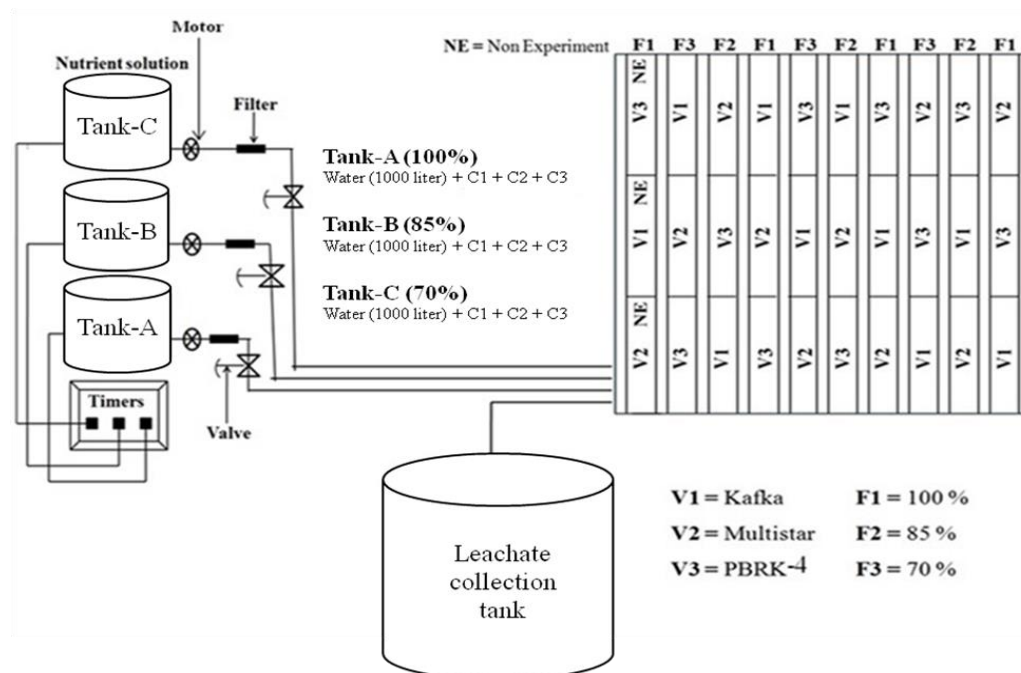 Motor
Nutrient solution
Filter
Tank-C
Tank-B
Tank-A
Timers
Valve
Tank-A (100%)
Water (1000 liter) + C1 + C2 + C3
Tank-B (85%)
Water (1000 liter) + C1 + C2 + C3
Tank-C (70%)
Water (1000 liter) + C1 + C2 + C3
NE = Non Experiment
F1 F3 F2 F1 F3 F2 F1 F3 F2 F1
NE
V3 V1 V2 V1 V3 V1 V3 V2 V3 V2
NE
V1 V2 V3 V2 V1 V2 V1 V3 V1 V3
NE
V2 V3 V1 V3 V2 V3 V2 V1 V2 V1
Leachate
collection
tank
V1 = Kafka F1 = 100 %
V2 = Multistar F2 = 85 %
V3 = PBRK-4 F3 = 70 %